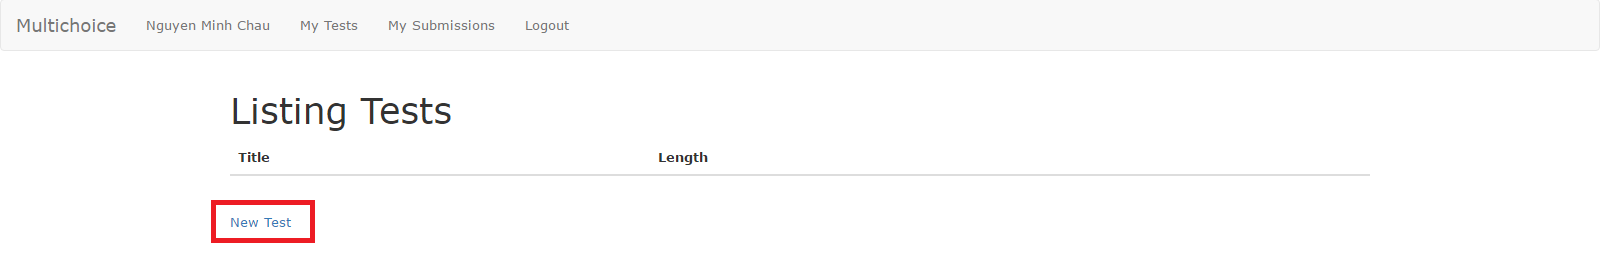 Multichoice Nguyen Minh Chau My Tests My Submissions Logout
Listing Tests
Title Length
New Test